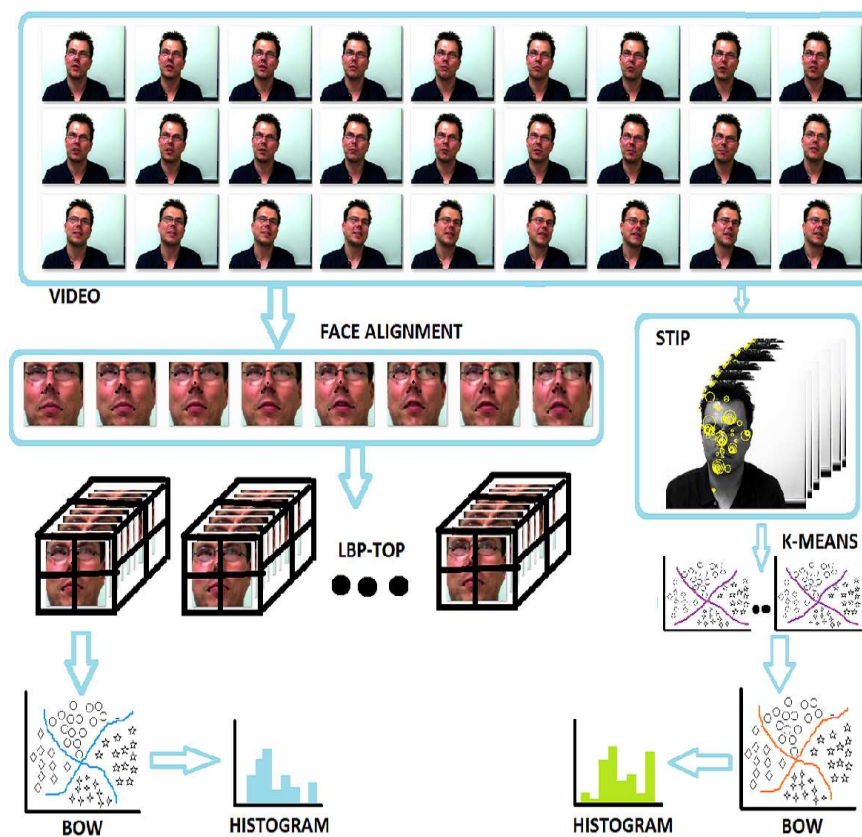 VIDEO
FACE ALIGNMENT
STIP
LBP-TOP
K-MEANS
BOW
HISTOGRAM
HISTOGRAM
BOW